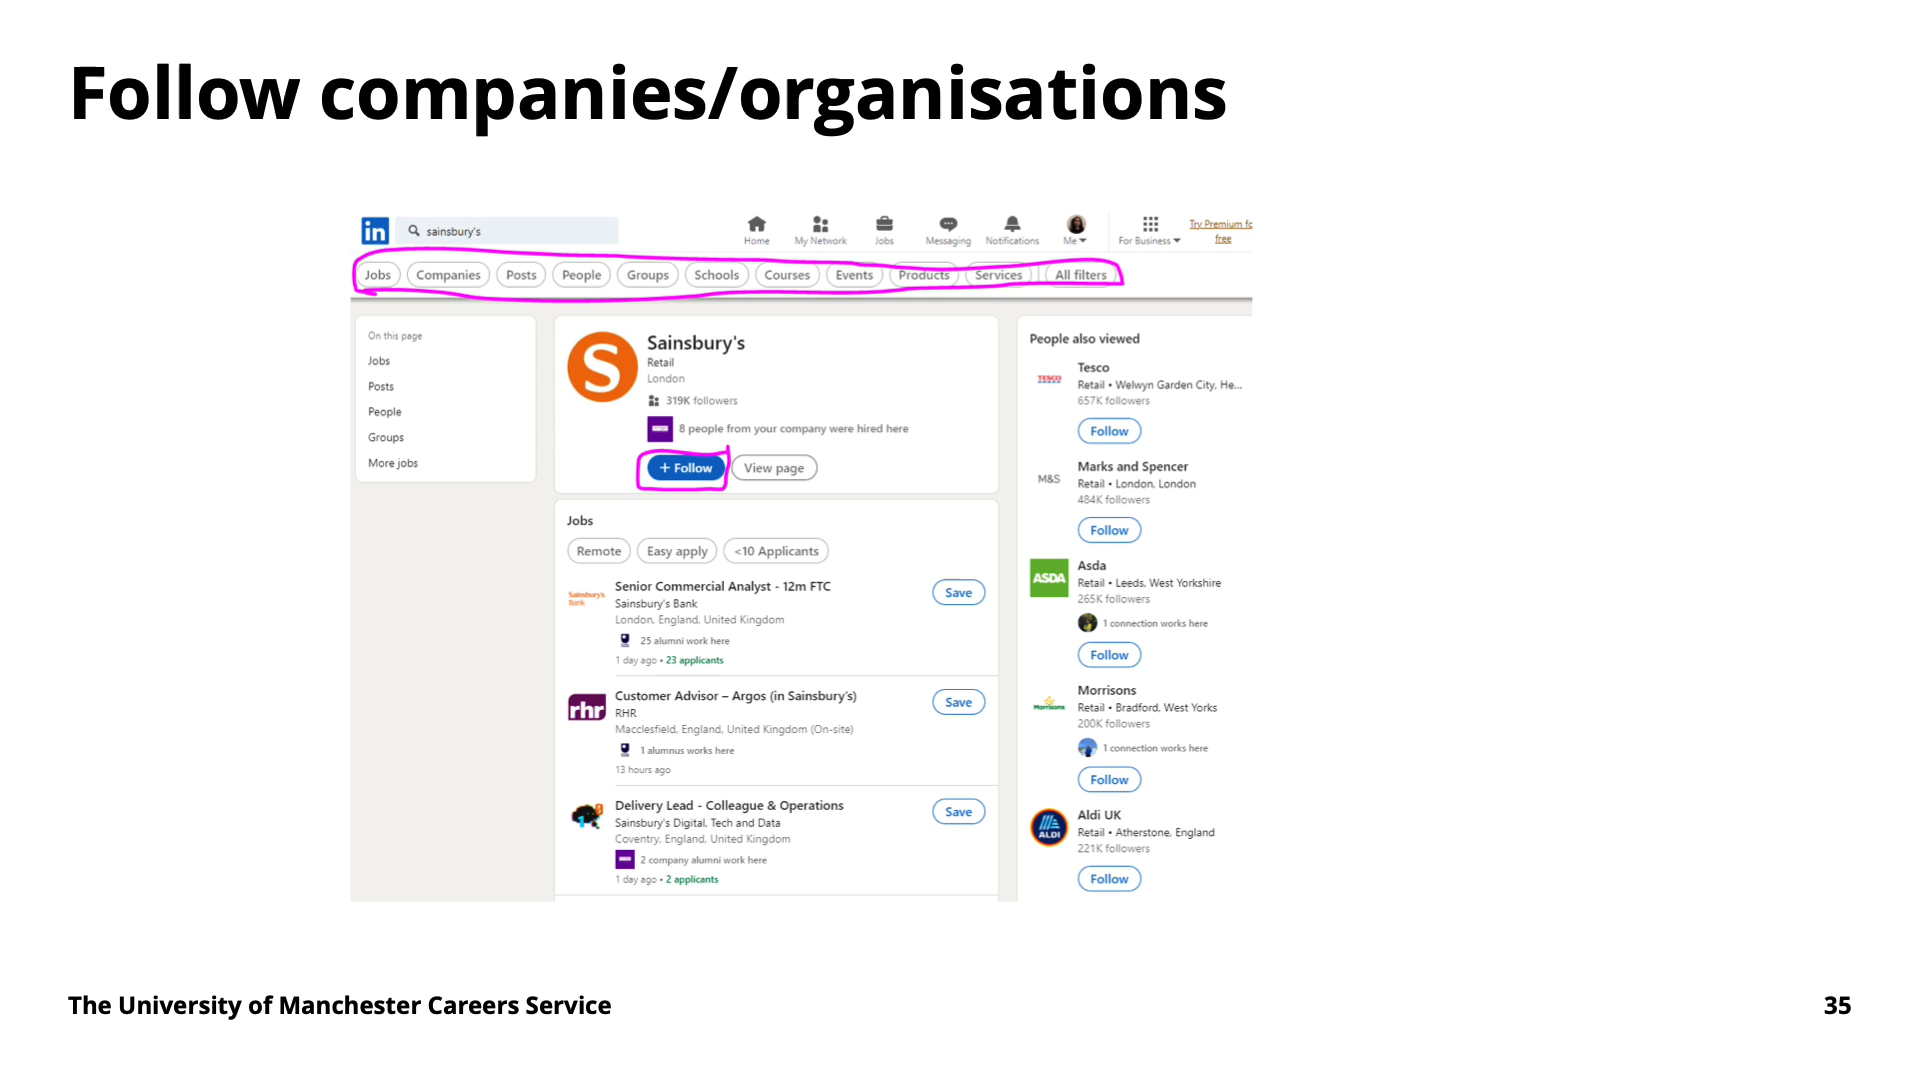 Follow companies/organisations
in
sainsbury's
Home
My Network
Jobs
Messaging
Notifications
Me
For Business
Try Premium fo
free
Jobs
Companies
Posts
People
Groups
Schools
Courses
Events
Products
Services
All filters
On this page
Jobs
Posts
People
Groups
More jobs
S
Sainsbury's
Retail
London
319K followers
8 people from your company were hired here
+ Follow
View page
Jobs
Remote
Easy apply
<10 Applicants
Sainsbury's
Bank
Senior Commercial Analyst - 12m FTC
Sainsbury's Bank
London, England, United Kingdom
25 alumni work here
1 day ago • 23 applicants
Save
rhr
Customer Advisor – Argos (in Sainsbury's)
RHR
Macclesfield, England, United Kingdom (On-site)
1 alumnus works here
13 hours ago
Save
Delivery Lead - Colleague & Operations
Sainsbury's Digital, Tech and Data
Coventry, England, United Kingdom
2 company alumni work here
1 day ago • 2 applicants
Save
People also viewed
TESCO
Tesco
Retail • Welwyn Garden City, He...
657K followers
Follow
M&S
Marks and Spencer
Retail • London, London
484K followers
Follow
ASDA
Asda
Retail • Leeds, West Yorkshire
265K followers
1 connection works here
Follow
Morrisons
Morrisons
Retail • Bradford, West Yorks
200K followers
1 connection works here
Follow
ALDI
Aldi UK
Retail • Atherstone, England
221K followers
Follow
The University of Manchester Careers Service
35